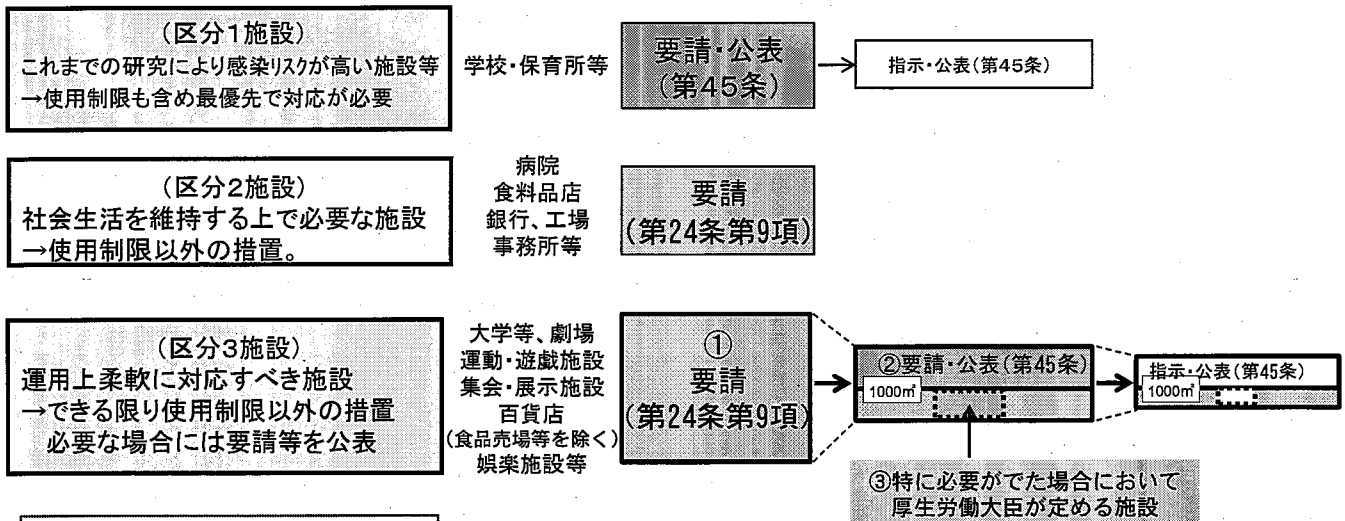 (区分1施設)
これまでの研究により感染リスクが高い施設等
→使用制限も含め最優先で対応が必要
学校・保育所等
要請・公表
(第45条)
指示・公表(第45条)
(区分2施設)
社会生活を維持する上で必要な施設
→使用制限以外の措置。
病院
食料品店
銀行、工場
事務所等
要請
(第24条第9項)
(区分3施設)
運用上柔軟に対応すべき施設
→できる限り使用制限以外の措置
必要な場合には要請等を公表
大学等、劇場
運動・遊戯施設
集会・展示施設
百貨店
(食品売場等を除く)
娯楽施設等
①
要請
(第24条第9項)
②要請・公表(第45条)
1000㎡
指示・公表(第45条)
1000㎡
③特に必要がでた場合において
厚生労働大臣が定める施設